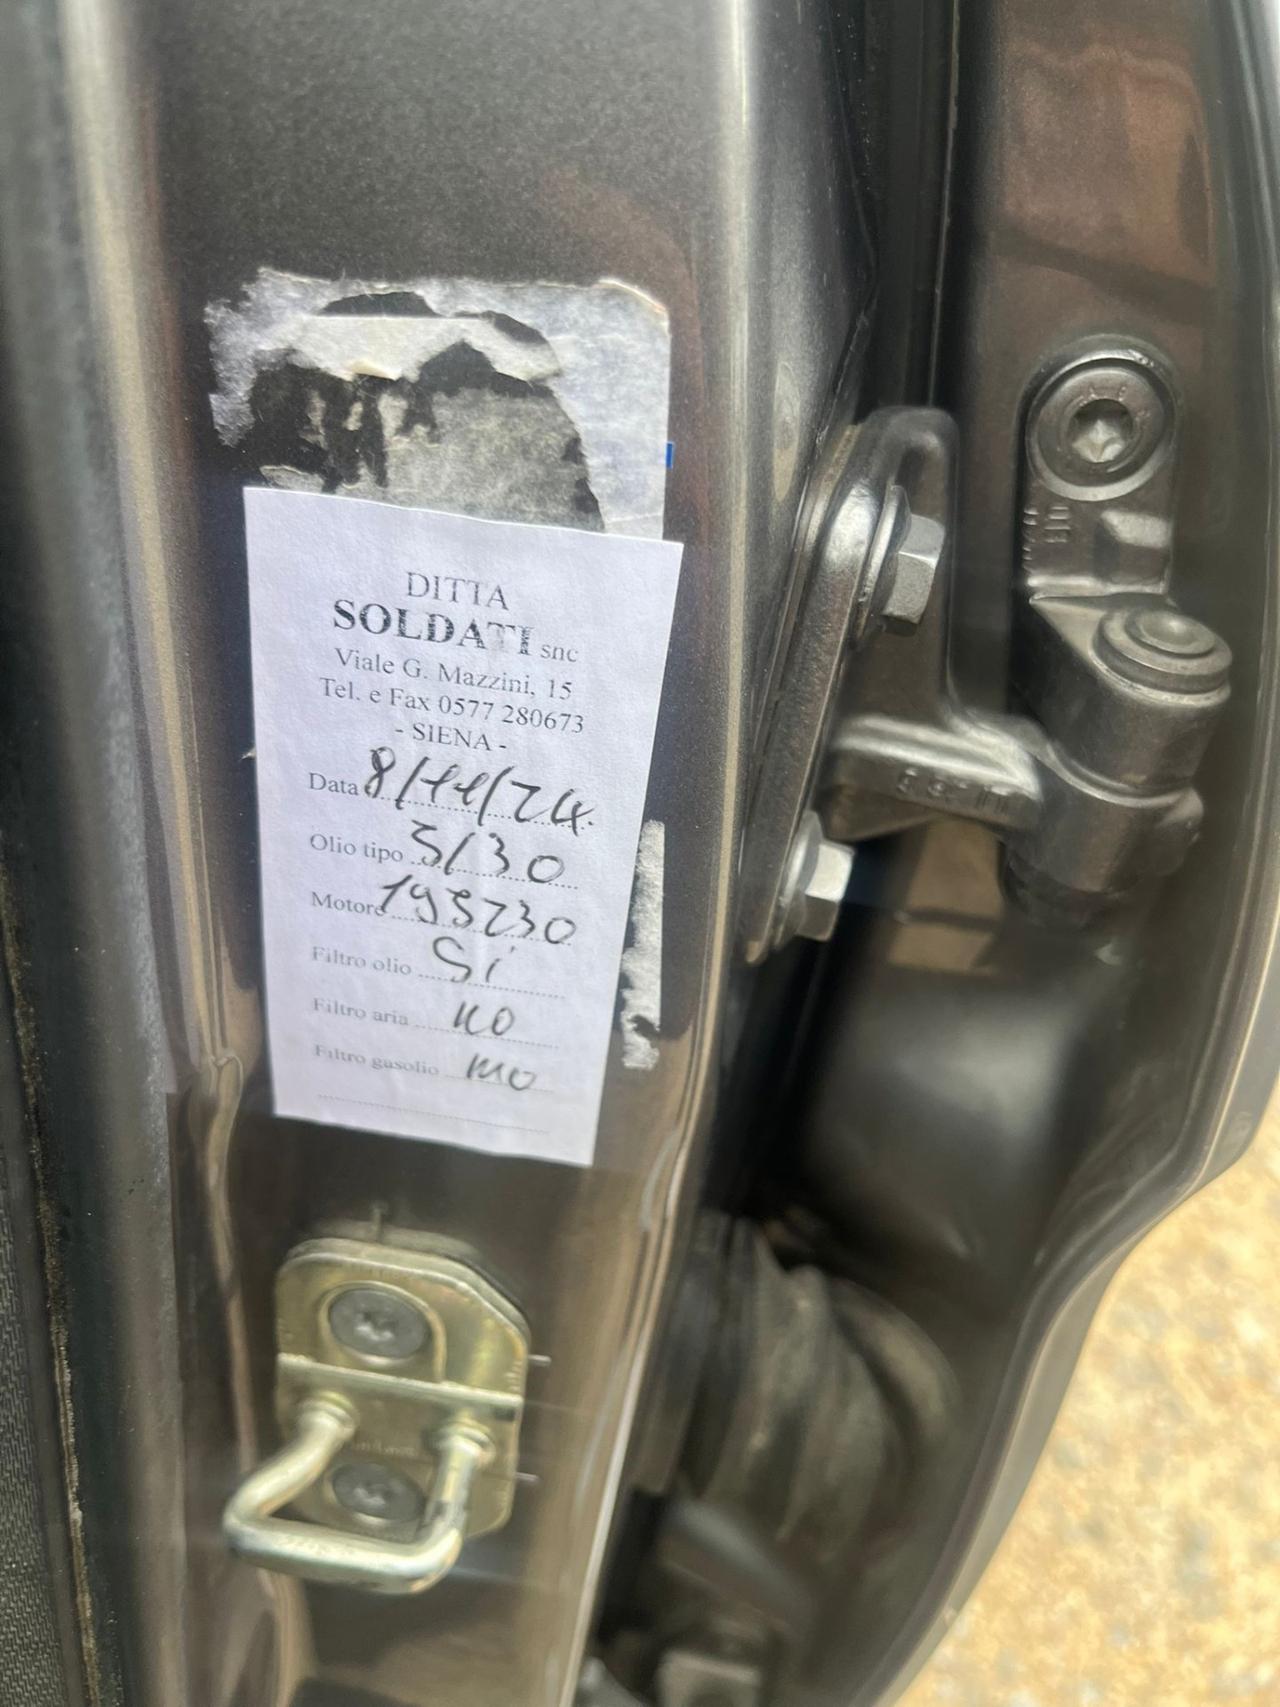 DITTA
SOLDATI snc
Viale G. Mazzini, 15
Tel. e Fax 0577 280673
- SIENA -
Data 8/11/24.
Olio tipo 5/30
Motore 195230
Filtro olio Si
Filtro aria no
Filtro gasolio no